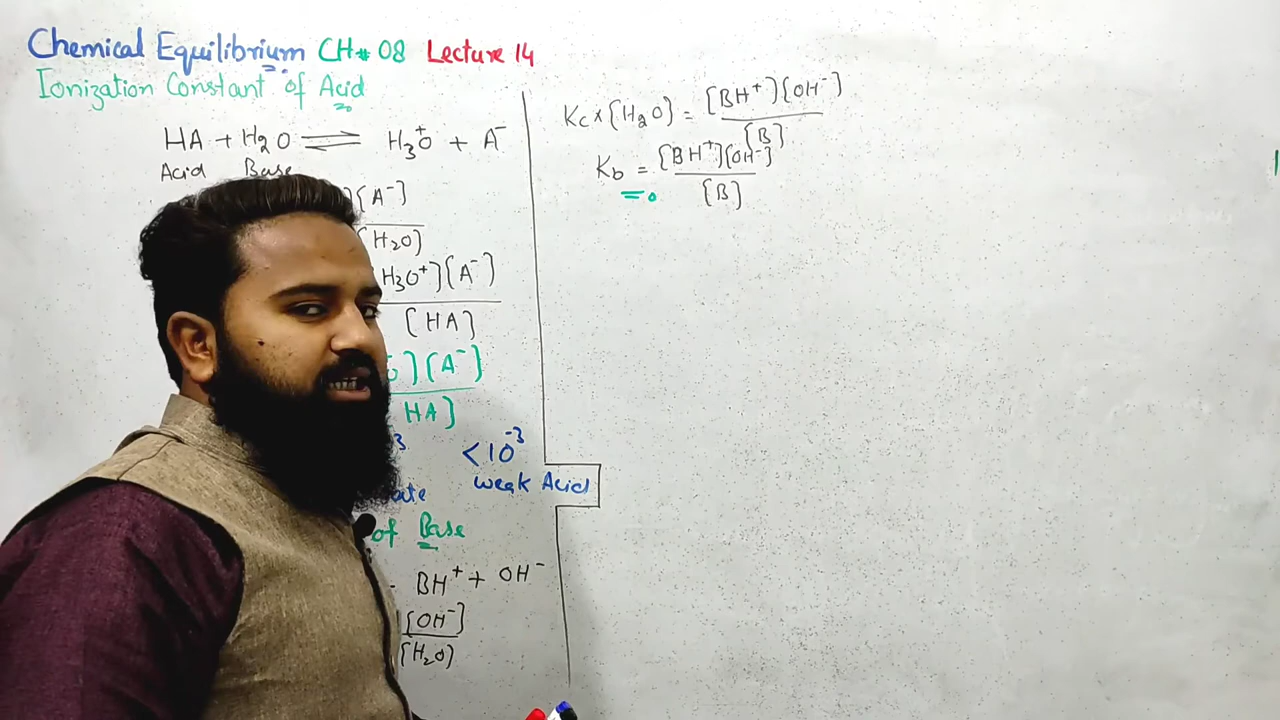 Chemical Equilibrium CH# 08 Lecture 14
Ionization Constant of Acid
HA + H₂O ⇌ H₃O⁺ + A⁻
Acid Base
][A⁻]
[H₂O]
H₃O⁺][A⁻]
[HA]
][A⁻]
HA]
3 <10⁻³
ate weak Acid
of Base
BH⁺ + OH⁻
[OH⁻]
[H₂O]
Kc x [H₂O] = [BH⁺][OH⁻]
[B]
Kb = [BH⁺][OH⁻]
[B]